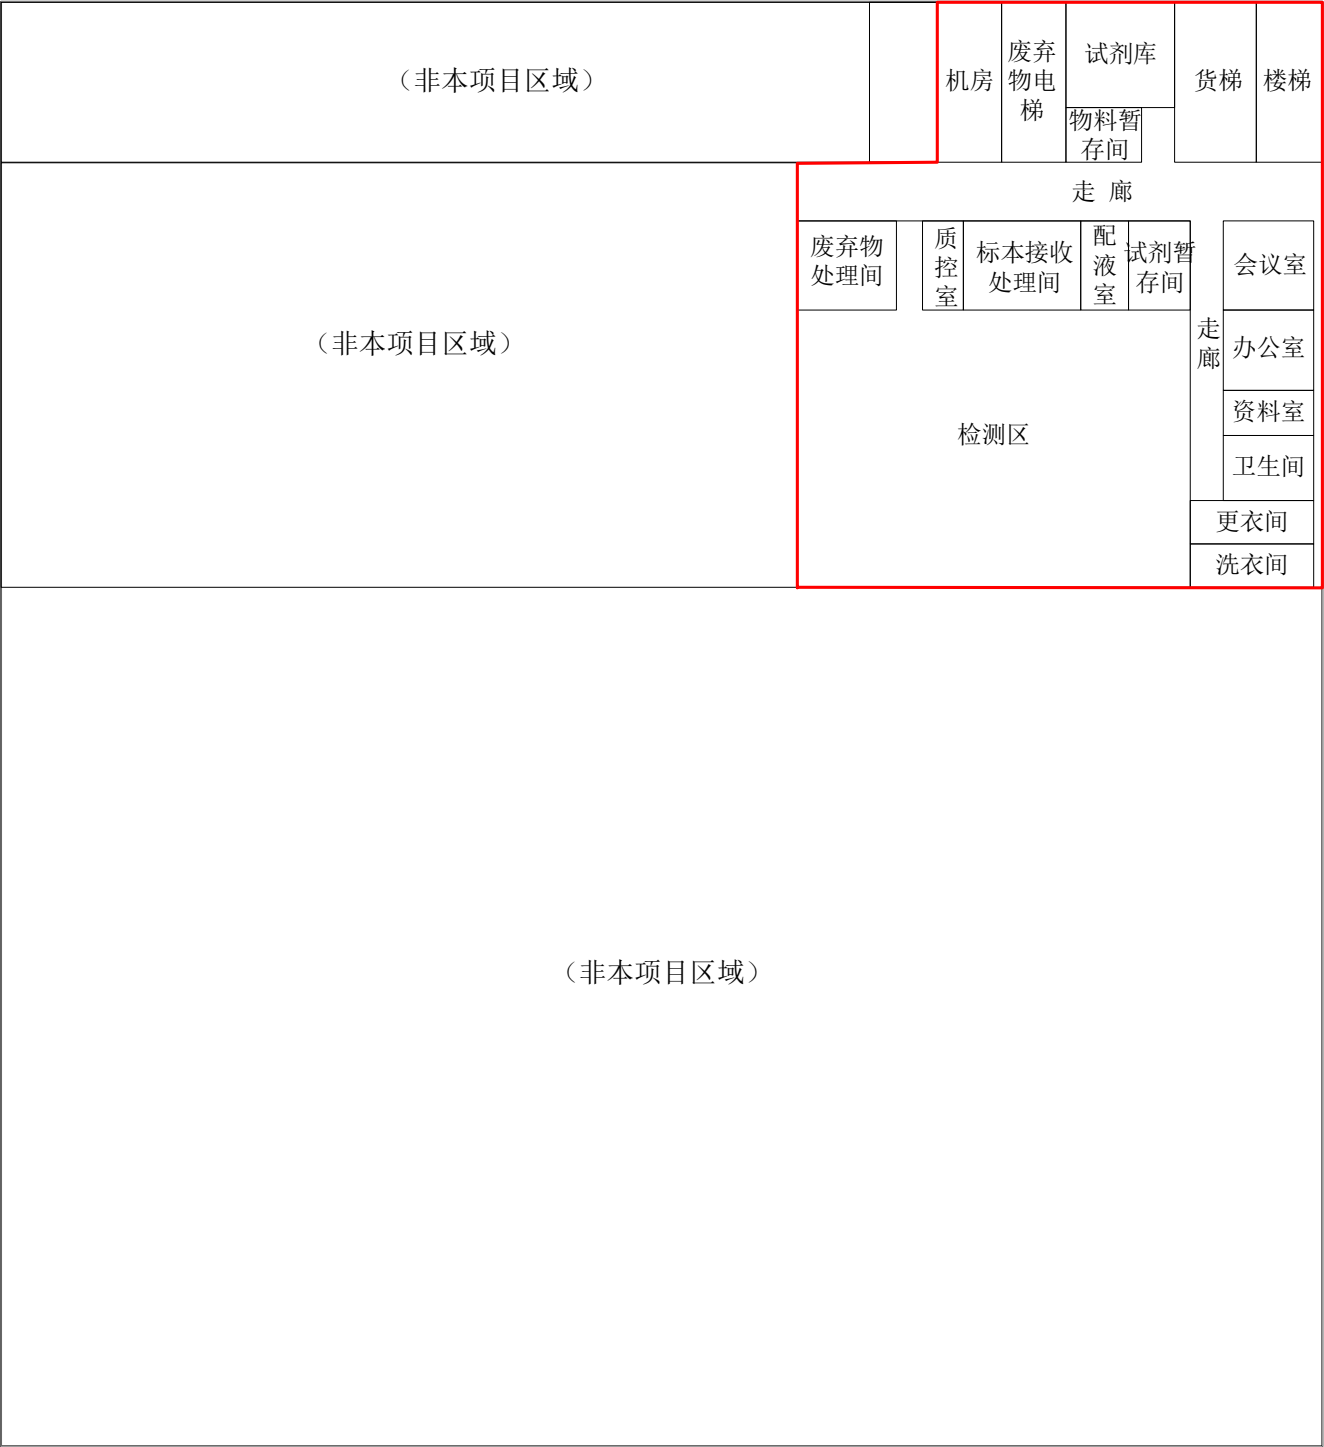 （非本项目区域）
机房
废弃
物电
梯
试剂库
物料暂
存间
货梯
楼梯
走 廊
（非本项目区域）
废弃物
处理间
质
控
室
标本接收
处理间
配
液
室
试剂暂
存间
走
廊
会议室
办公室
资料室
卫生间
更衣间
洗衣间
检测区
（非本项目区域）